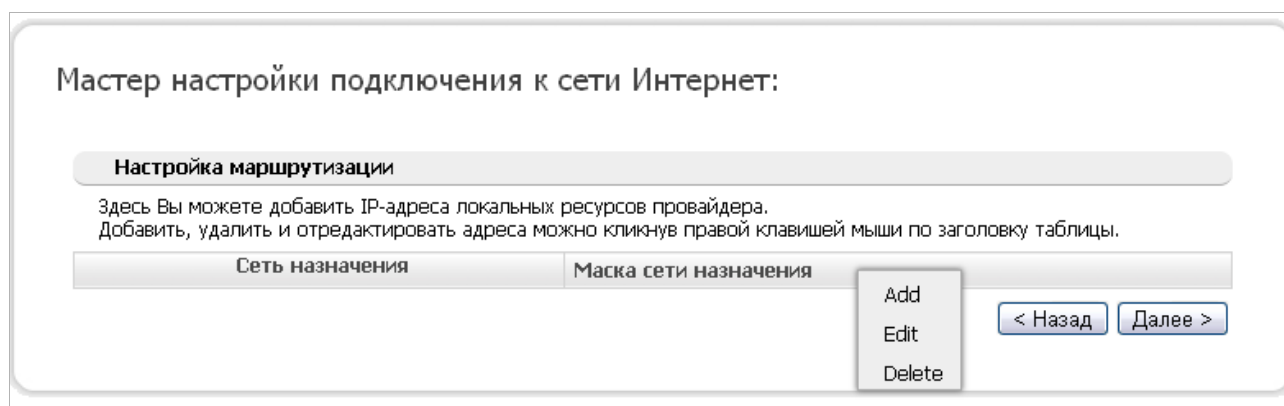 Мастер настройки подключения к сети Интернет:
Настройка маршрутизации
Здесь Вы можете добавить IP-адреса локальных ресурсов провайдера.
Добавить, удалить и отредактировать адреса можно кликнув правой клавишей мыши по заголовку таблицы.
Сеть назначения Маска сети назначения
Add
Edit
Delete
< Назад Далее >